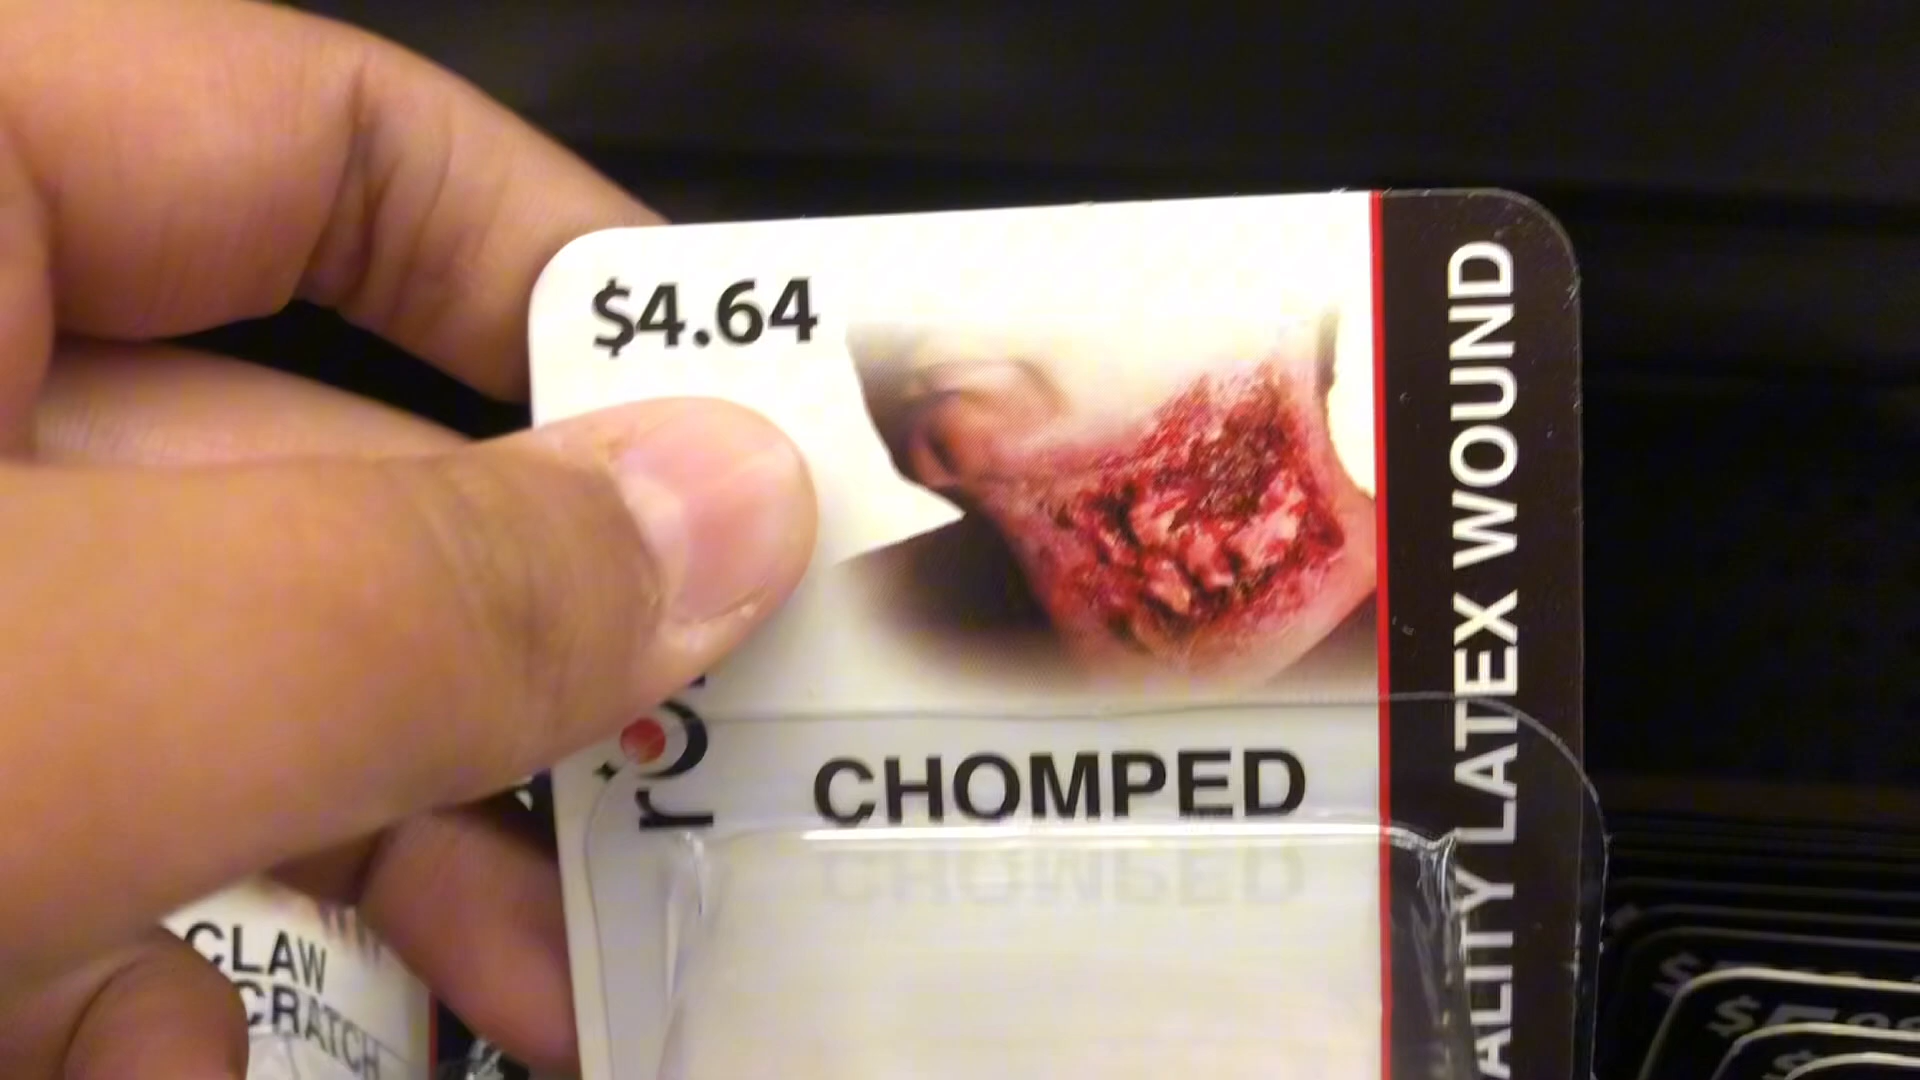 $4.64
CHOMPED
ALITY LATEX WOUND
CLAW
CRATCH